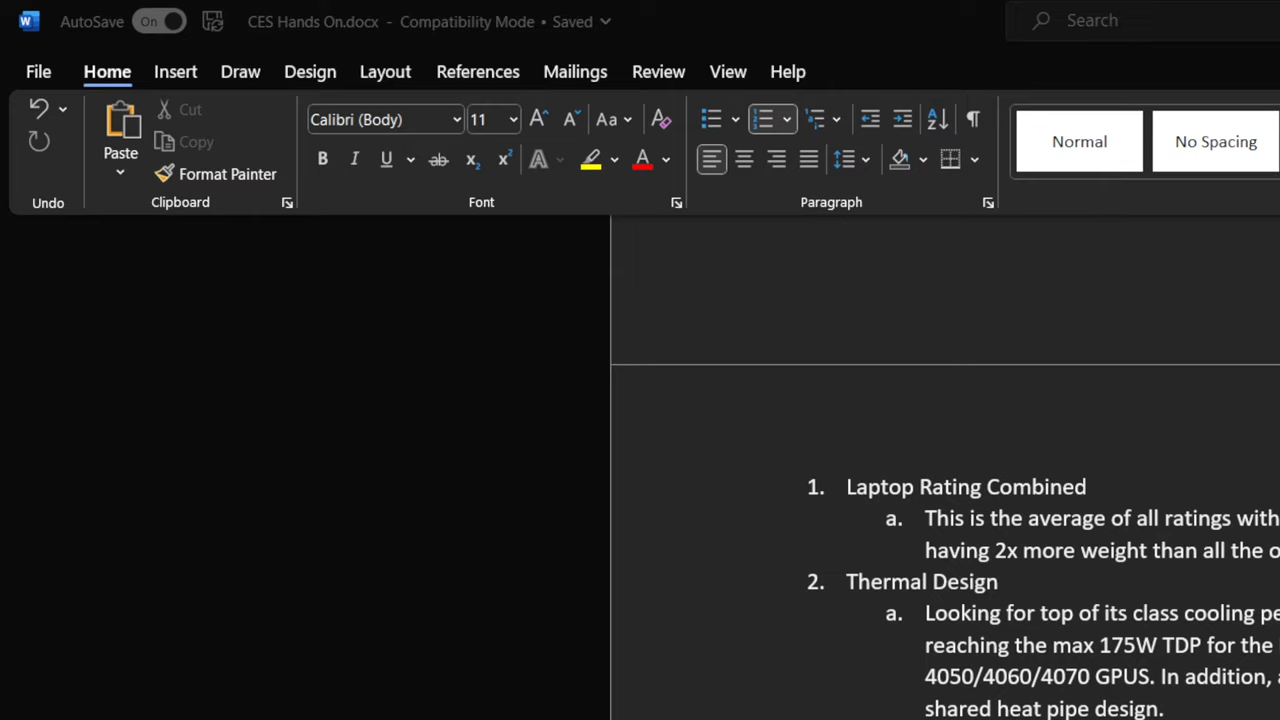 AutoSave On CES Hands On.docx - Compatibility Mode • Saved Search
File Home Insert Draw Design Layout References Mailings Review View Help
Paste Cut Copy Format Painter
Calibri (Body) 11 Aa
B I U ab x2 x2 A A
Normal No Spacing
Undo Clipboard Font Paragraph
1. Laptop Rating Combined
a. This is the average of all ratings with
having 2x more weight than all the o
2. Thermal Design
a. Looking for top of its class cooling pe
reaching the max 175W TDP for the
4050/4060/4070 GPUS. In addition, a
shared heat pipe design.